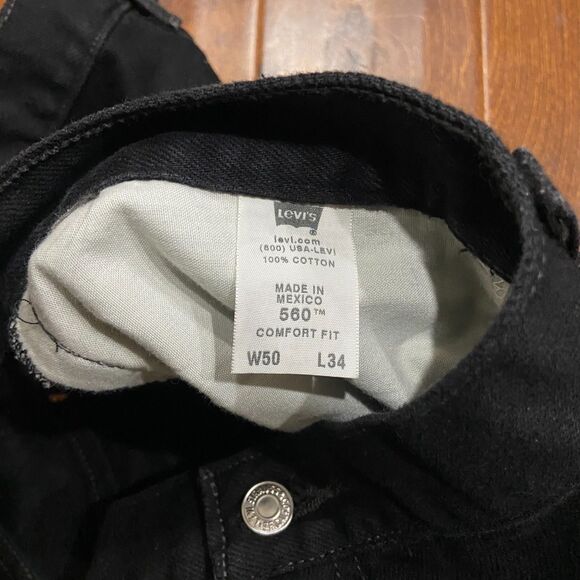 Levi's
®
levi.com
(800) USA-LEVI
100% COTTON
MADE IN
MEXICO
560™
COMFORT FIT
W50 L34